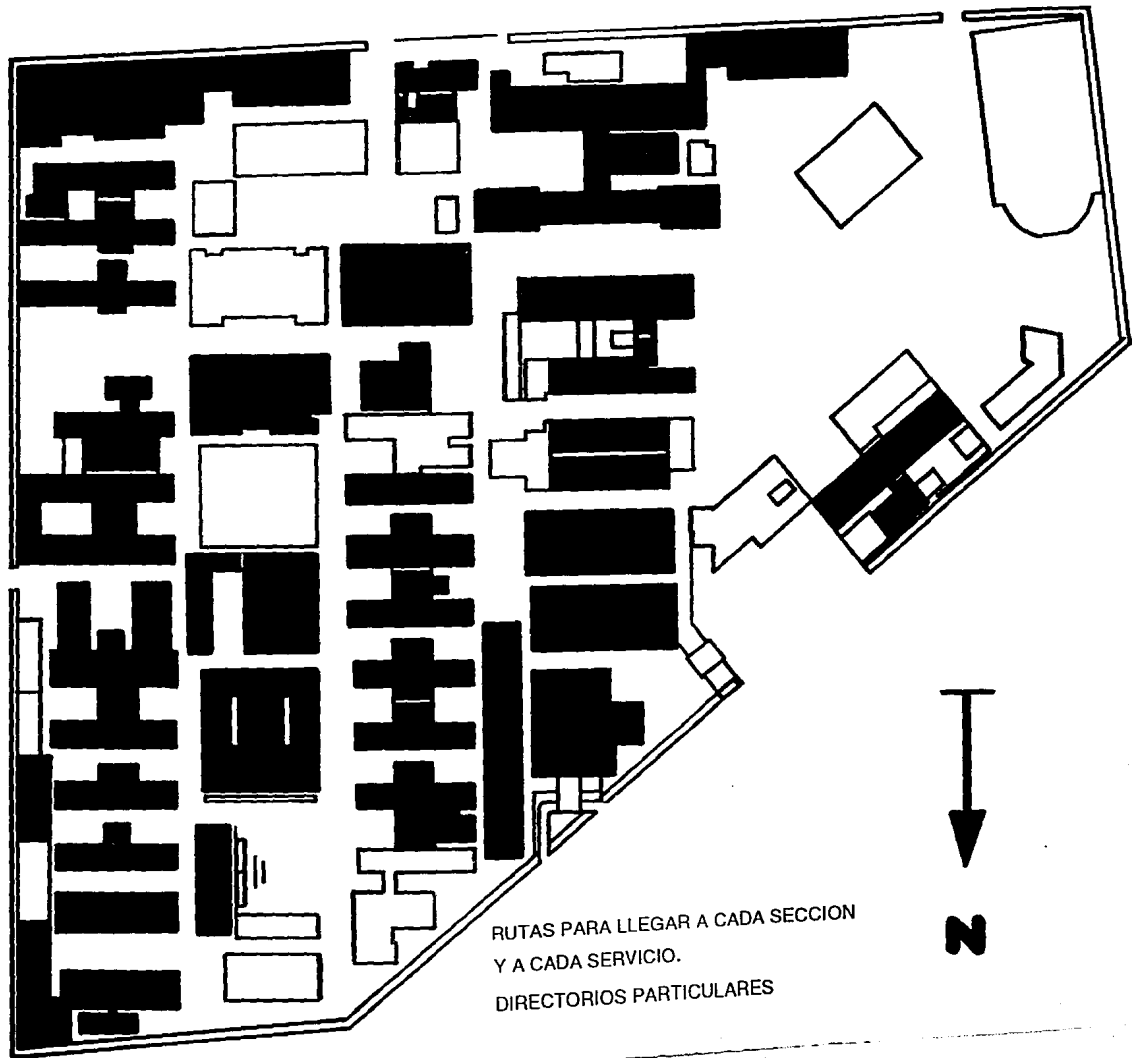 RUTAS PARA LLEGAR A CADA SECCION
Y A CADA SERVICIO.
DIRECTORIOS PARTICULARES
N